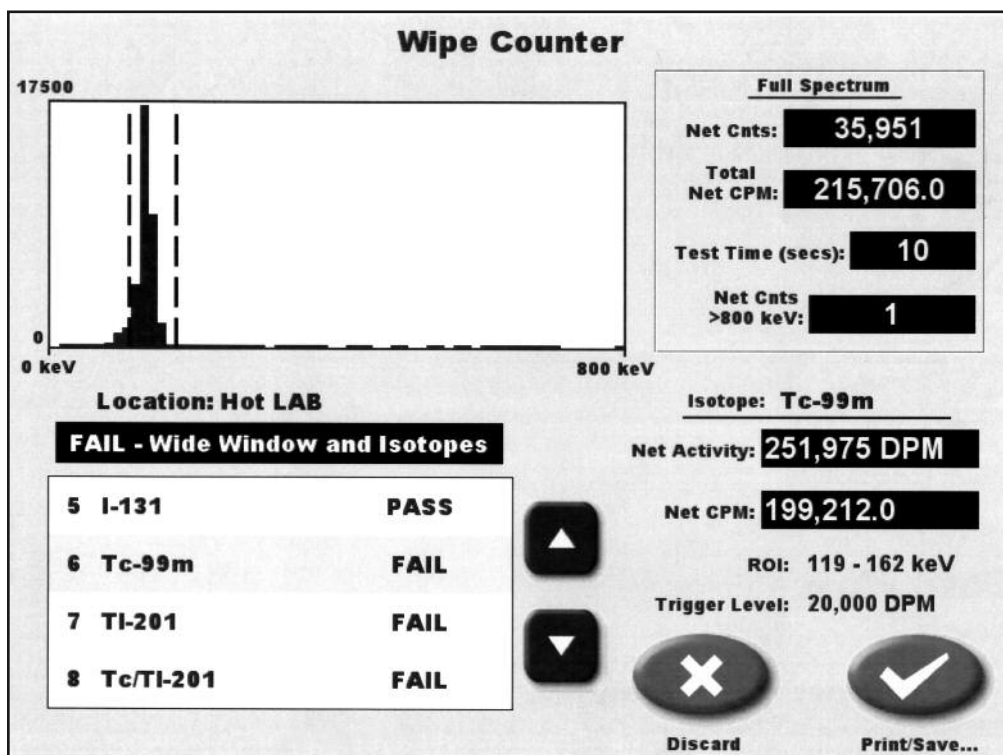 Wipe Counter
17500
0
0 keV
800 keV
Full Spectrum
Net Cnts: 35,951
Total
Net CPM: 215,706.0
Test Time (secs): 10
Net Cnts
>800 keV: 1
Location: Hot LAB
FAIL - Wide Window and Isotopes
5 I-131 PASS
6 Tc-99m FAIL
7 Tl-201 FAIL
8 Tc/Tl-201 FAIL
Isotope: Tc-99m
Net Activity: 251,975 DPM
Net CPM: 199,212.0
ROI: 119 - 162 keV
Trigger Level: 20,000 DPM
Discard
Print/Save...